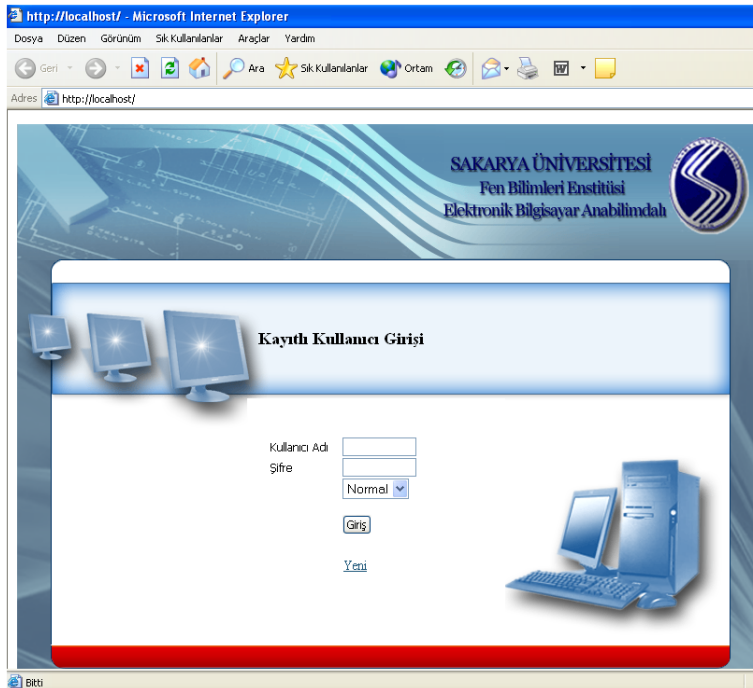 http://localhost/ - Microsoft Internet Explorer
Dosya Düzen Görünüm Sık Kullanılanlar Araçlar Yardım
Geri Ara Sık Kullanılanlar Ortam
Adres http://localhost/
SAKARYA ÜNİVERSİTESİ
Fen Bilimleri Enstitüsü
Elektronik Bilgisayar Anabilimdalı
Kayıtlı Kullanıcı Girişi
Kullanıcı Adı
Şifre
Normal
Giriş
Yeni
Bitti